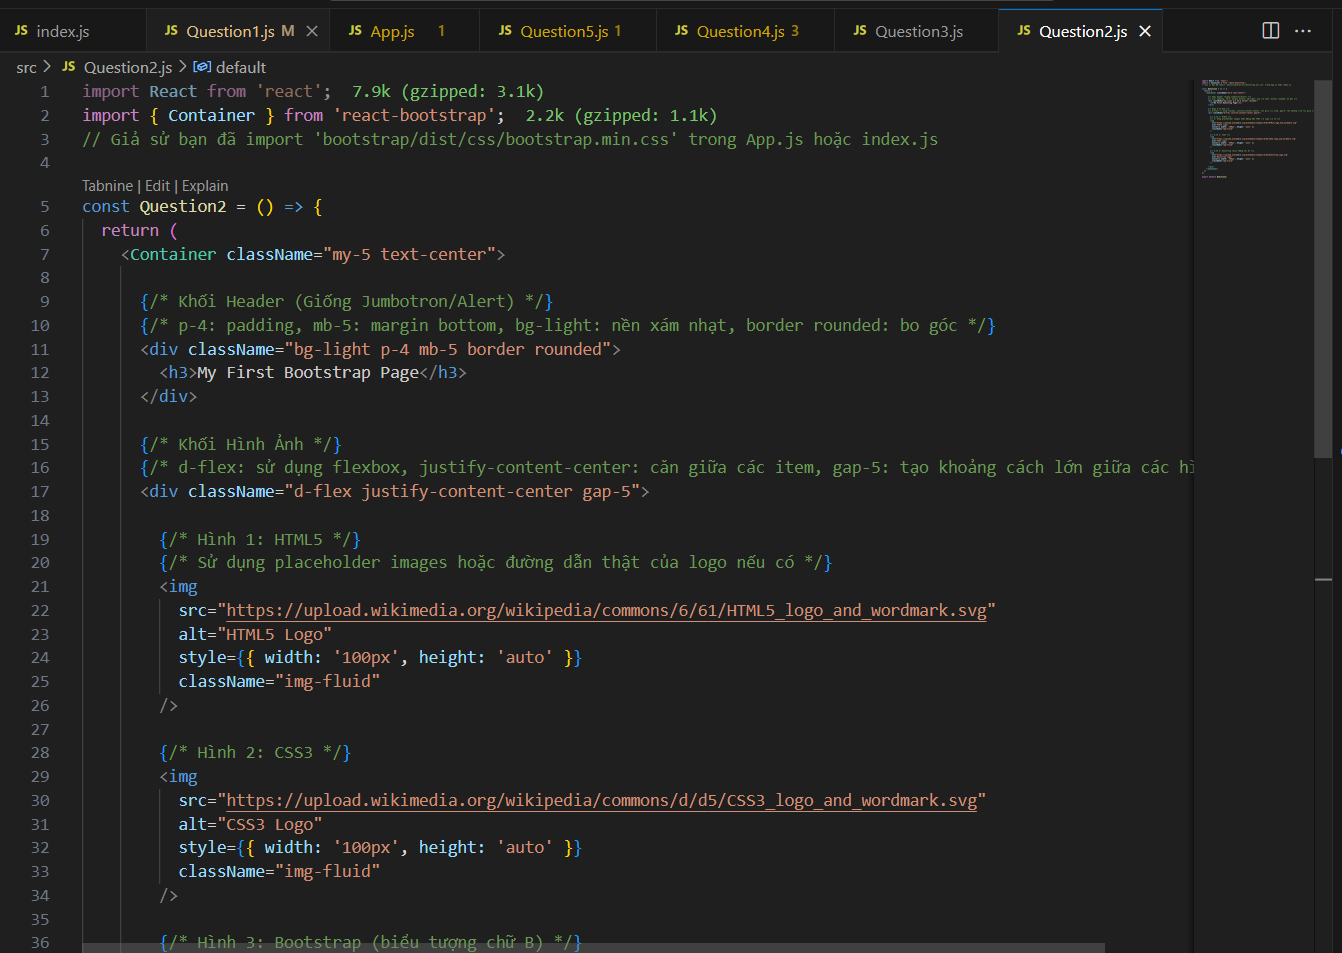 JS index.js JS Question1.js M JS App.js 1 JS Question5.js 1 JS Question4.js 3 JS Question3.js JS Question2.js
src > JS Question2.js > default
1 import React from 'react'; 7.9k (gzipped: 3.1k)
2 import { Container } from 'react-bootstrap'; 2.2k (gzipped: 1.1k)
3 // Giả sử bạn đã import 'bootstrap/dist/css/bootstrap.min.css' trong App.js hoặc index.js
4
Tabnine | Edit | Explain
5 const Question2 = () => {
6 return (
7 <Container className="my-5 text-center">
8
9 {/* Khối Header (Giống Jumbotron/Alert) */}
10 {/* p-4: padding, mb-5: margin bottom, bg-light: nền xám nhạt, border rounded: bo góc */}
11 <div className="bg-light p-4 mb-5 border rounded">
12 <h3>My First Bootstrap Page</h3>
13 </div>
14
15 {/* Khối Hình Ảnh */}
16 {/* d-flex: sử dụng flexbox, justify-content-center: căn giữa các item, gap-5: tạo khoảng cách lớn giữa các hì
17 <div className="d-flex justify-content-center gap-5">
18
19 {/* Hình 1: HTML5 */}
20 {/* Sử dụng placeholder images hoặc đường dẫn thật của logo nếu có */}
21 <img
22 src="https://upload.wikimedia.org/wikipedia/commons/6/61/HTML5_logo_and_wordmark.svg"
23 alt="HTML5 Logo"
24 style={{ width: '100px', height: 'auto' }}
25 className="img-fluid"
26 />
27
28 {/* Hình 2: CSS3 */}
29 <img
30 src="https://upload.wikimedia.org/wikipedia/commons/d/d5/CSS3_logo_and_wordmark.svg"
31 alt="CSS3 Logo"
32 style={{ width: '100px', height: 'auto' }}
33 className="img-fluid"
34 />
35
36 {/* Hình 3: Bootstrap (biểu tượng chữ B) */}